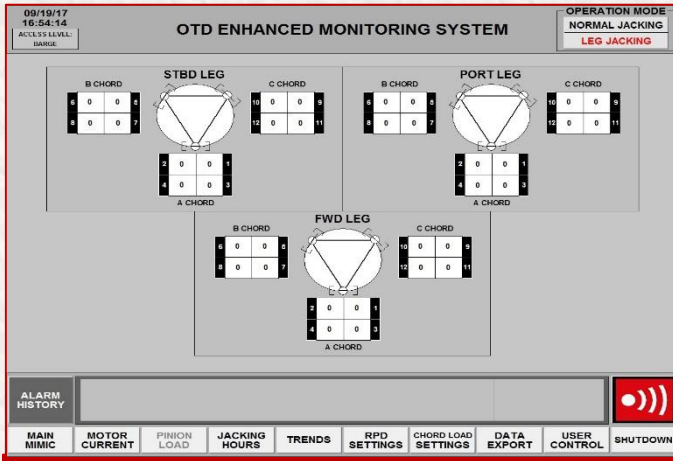 09/19/17
16:54:14
ACCESS LEVEL:
BARGE
OTD ENHANCED MONITORING SYSTEM
OPERATION MODE
NORMAL JACKING
LEG JACKING
STBD LEG
B CHORD
C CHORD
6 0 0
8 0 0 7
10 0 0 9
12 0 0 11
2 0 0 1
4 0 0 3
A CHORD
PORT LEG
B CHORD
C CHORD
6 0 0
8 0 0 7
10 0 0 9
12 0 0 11
2 0 0 1
4 0 0 3
A CHORD
FWD LEG
B CHORD
C CHORD
6 0 0
8 0 0 7
10 0 0 9
12 0 0 11
2 0 0 1
4 0 0 3
A CHORD
ALARM
HISTORY
MAIN
MIMIC
MOTOR
CURRENT
PINION
LOAD
JACKING
HOURS
TRENDS
RPD
SETTINGS
CHORD LOAD
SETTINGS
DATA
EXPORT
USER
CONTROL
SHUTDOWN